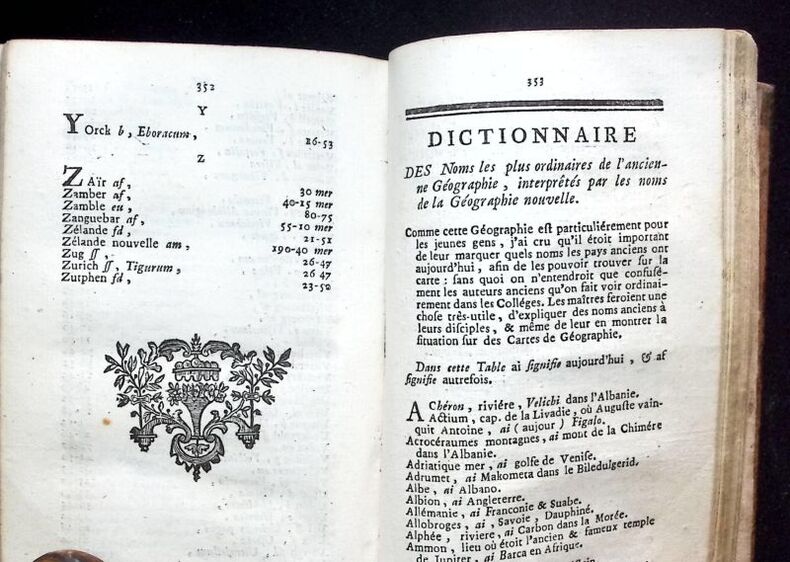 352
Y
YOrck b, Eboracum, 16-53
Z
ZAïr af, 30 mer
Zamber af, 40-15 mer
Zamble eu, 80-75
Zanguebar af, 55-10 mer
Zélande fd, 21-51
Zélande nouvelle am, 190-40 mer
Zug ſſ, 26-47
Zurich ſſ, Tigurum, 26 47
Zutphen fd, 23-52
353
DICTIONNAIRE
DES Noms les plus ordinaires de l'ancien-
ne Géographie, interprétés par les noms
de la Géographie nouvelle.
Comme cette Géographie eſt particuliérement pour
les jeunes gens, j'ai cru qu'il étoit important
de leur marquer quels noms les pays anciens ont
aujourd'hui, afin de les pouvoir trouver ſur la
carte : ſans quoi on n'entendroit que confuſé-
ment les auteurs anciens qu'on fait voir ordinai-
rement dans les Colléges. Les maîtres feroient une
choſe très-utile, d'expliquer des noms anciens à
leurs diſciples, & même de leur en montrer la
ſituation ſur des Cartes de Géographie.
Dans cette Table ai ſignifie aujourd'hui, & af
ſignifie autrefois.
AChéron, riviére, Velichi dans l'Albanie.
Actium, cap. de la Livadie, où Auguſte vain-
quit Antoine, ai (aujour) Figalo.
Acrocéraumes montagnes, ai mont de la Chimére
dans l'Albanie.
Adriatique mer, ai golfe de Veniſe.
Adrumet, ai Makometa dans le Biledulgerid.
Albe, ai Albano.
Albion, ai Angleterre.
Allémanie, ai Franconie & Suabe.
Allobroges, ai, Savoie, Dauphiné.
Alphée, riviere, ai Carbon dans la Morée.
Ammon, lieu où étoit l'ancien & fameux temple
de Jupiter, ai Barca en Afrique.